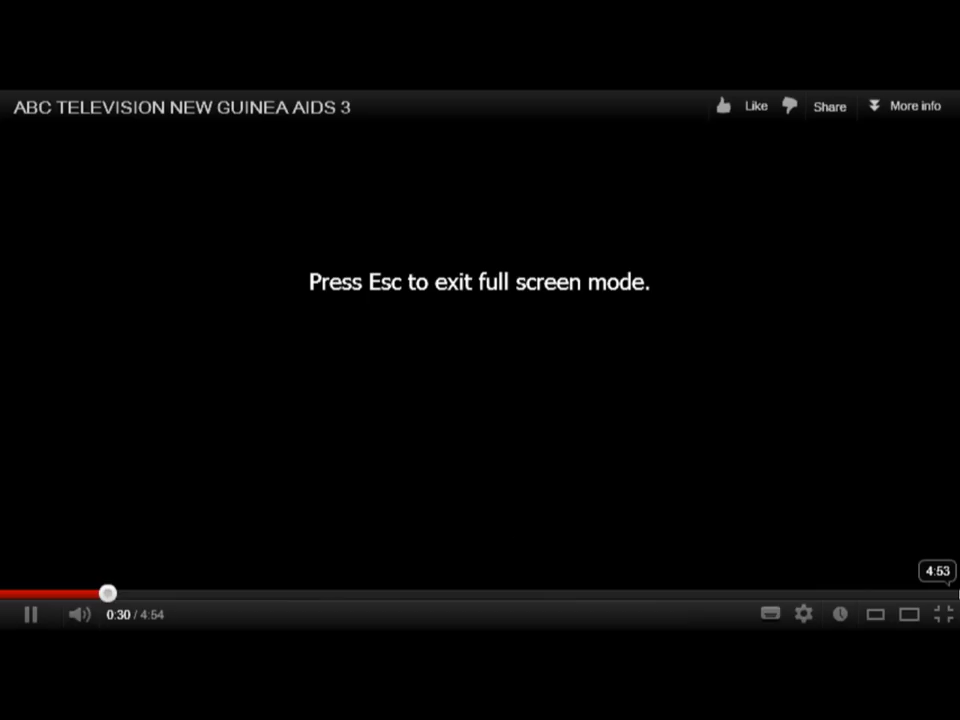 ABC TELEVISION NEW GUINEA AIDS 3
Like
Share
More info
Press Esc to exit full screen mode.
4:53
0:30 / 4:54